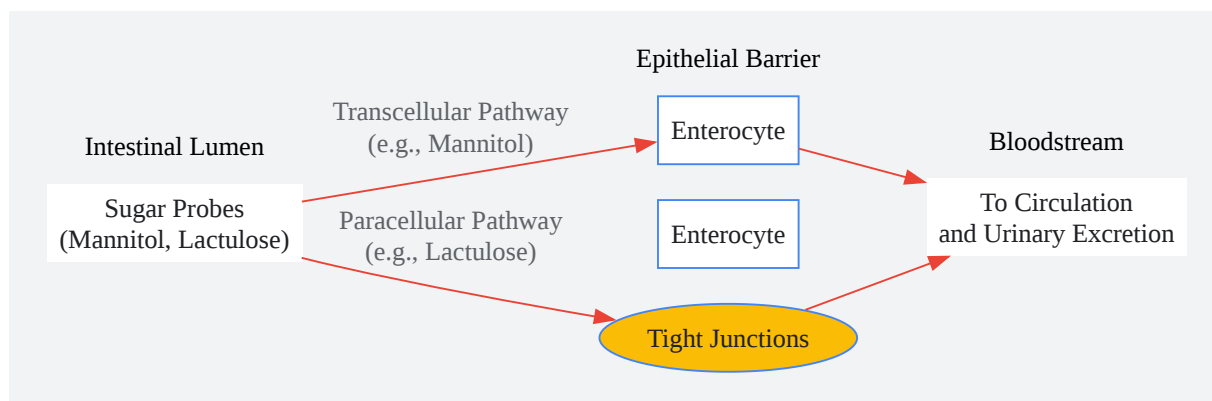 Intestinal Lumen
Sugar Probes
(Mannitol, Lactulose)
Transcellular Pathway
(e.g., Mannitol)
Paracellular Pathway
(e.g., Lactulose)
Epithelial Barrier
Enterocyte
Enterocyte
Tight Junctions
Bloodstream
To Circulation
and Urinary Excretion